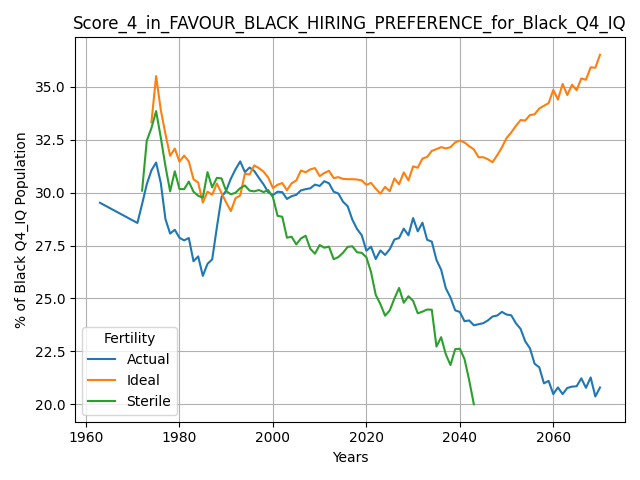 Score_4_in_FAVOUR_BLACK_HIRING_PREFERENCE_for_Black_Q4_IQ
% of Black Q4_IQ Population
35.0
32.5
30.0
27.5
25.0
22.5
20.0
Fertility
Actual
Ideal
Sterile
1960 1980 2000 2020 2040 2060
Years